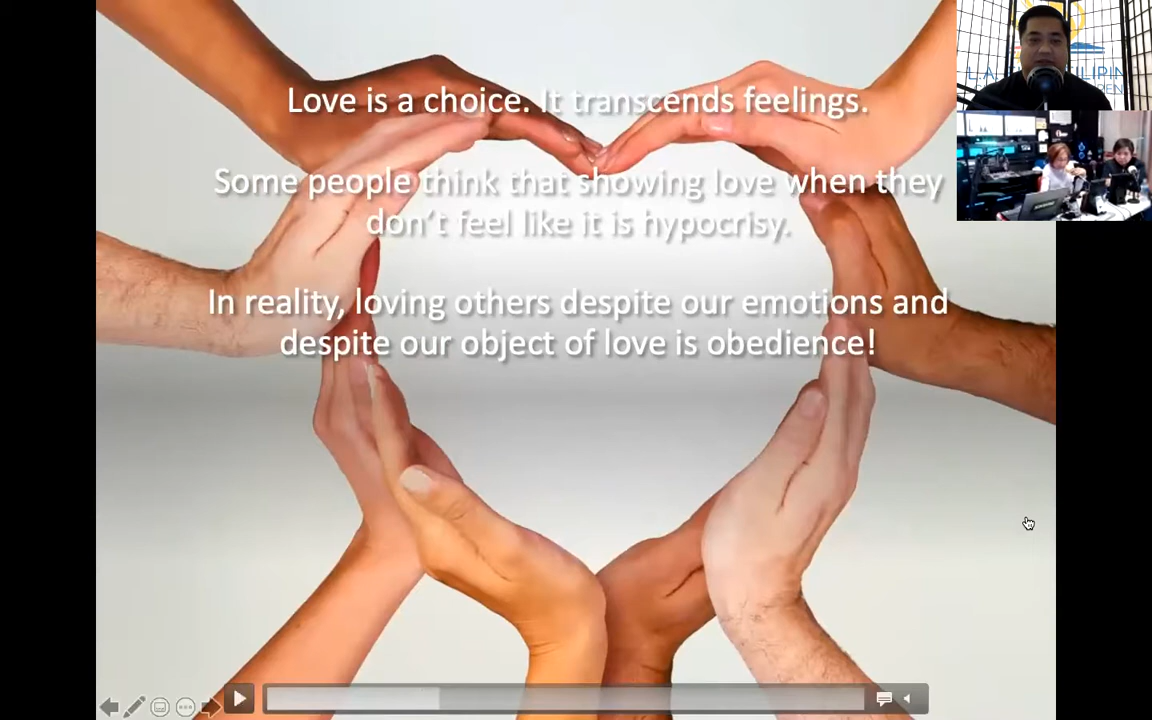 Love is a choice. It transcends feelings.
Some people think that showing love when they
don't feel like it is hypocrisy.
In reality, loving others despite our emotions and
despite our object of love is obedience!
L.A.